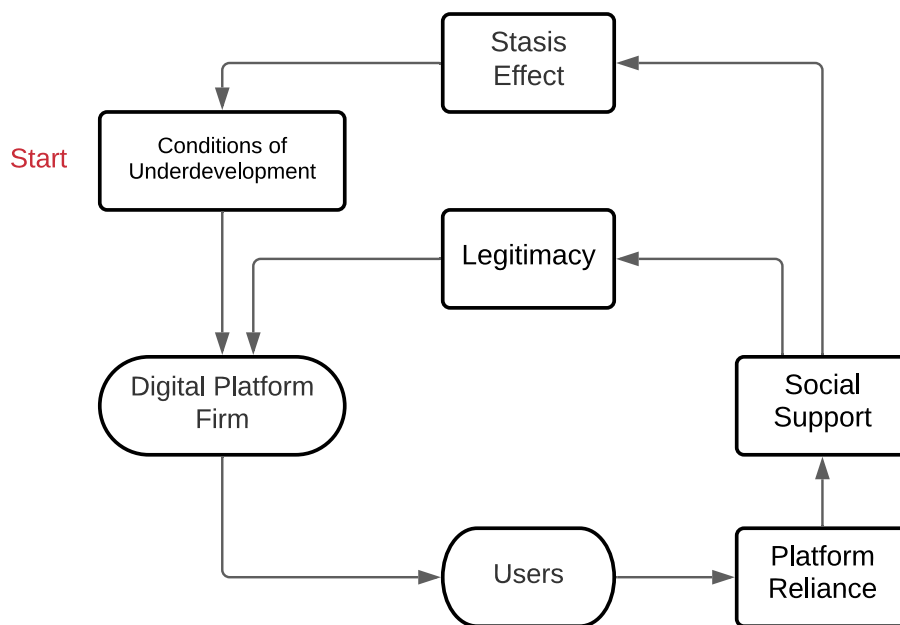 Stasis
Effect
Start
Conditions of
Underdevelopment
Legitimacy
Digital Platform
Firm
Social
Support
Users
Platform
Reliance